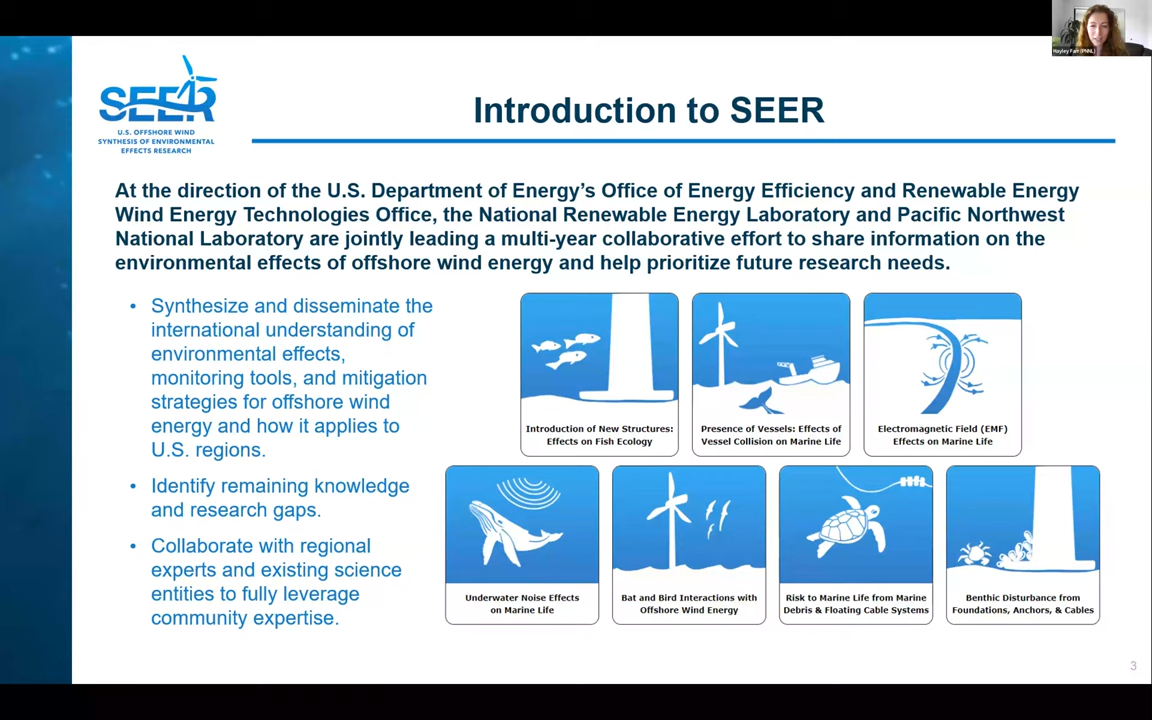 Hayley Farr (PNNL)
SEER
U.S. OFFSHORE WIND
SYNTHESIS OF ENVIRONMENTAL
EFFECTS RESEARCH
Introduction to SEER
At the direction of the U.S. Department of Energy’s Office of Energy Efficiency and Renewable Energy
Wind Energy Technologies Office, the National Renewable Energy Laboratory and Pacific Northwest
National Laboratory are jointly leading a multi-year collaborative effort to share information on the
environmental effects of offshore wind energy and help prioritize future research needs.
• Synthesize and disseminate the
international understanding of
environmental effects,
monitoring tools, and mitigation
strategies for offshore wind
energy and how it applies to
U.S. regions.
• Identify remaining knowledge
and research gaps.
• Collaborate with regional
experts and existing science
entities to fully leverage
community expertise.
Introduction of New Structures:
Effects on Fish Ecology
Presence of Vessels: Effects of
Vessel Collision on Marine Life
Electromagnetic Field (EMF)
Effects on Marine Life
Underwater Noise Effects
on Marine Life
Bat and Bird Interactions with
Offshore Wind Energy
Risk to Marine Life from Marine
Debris & Floating Cable Systems
Benthic Disturbance from
Foundations, Anchors, & Cables
3